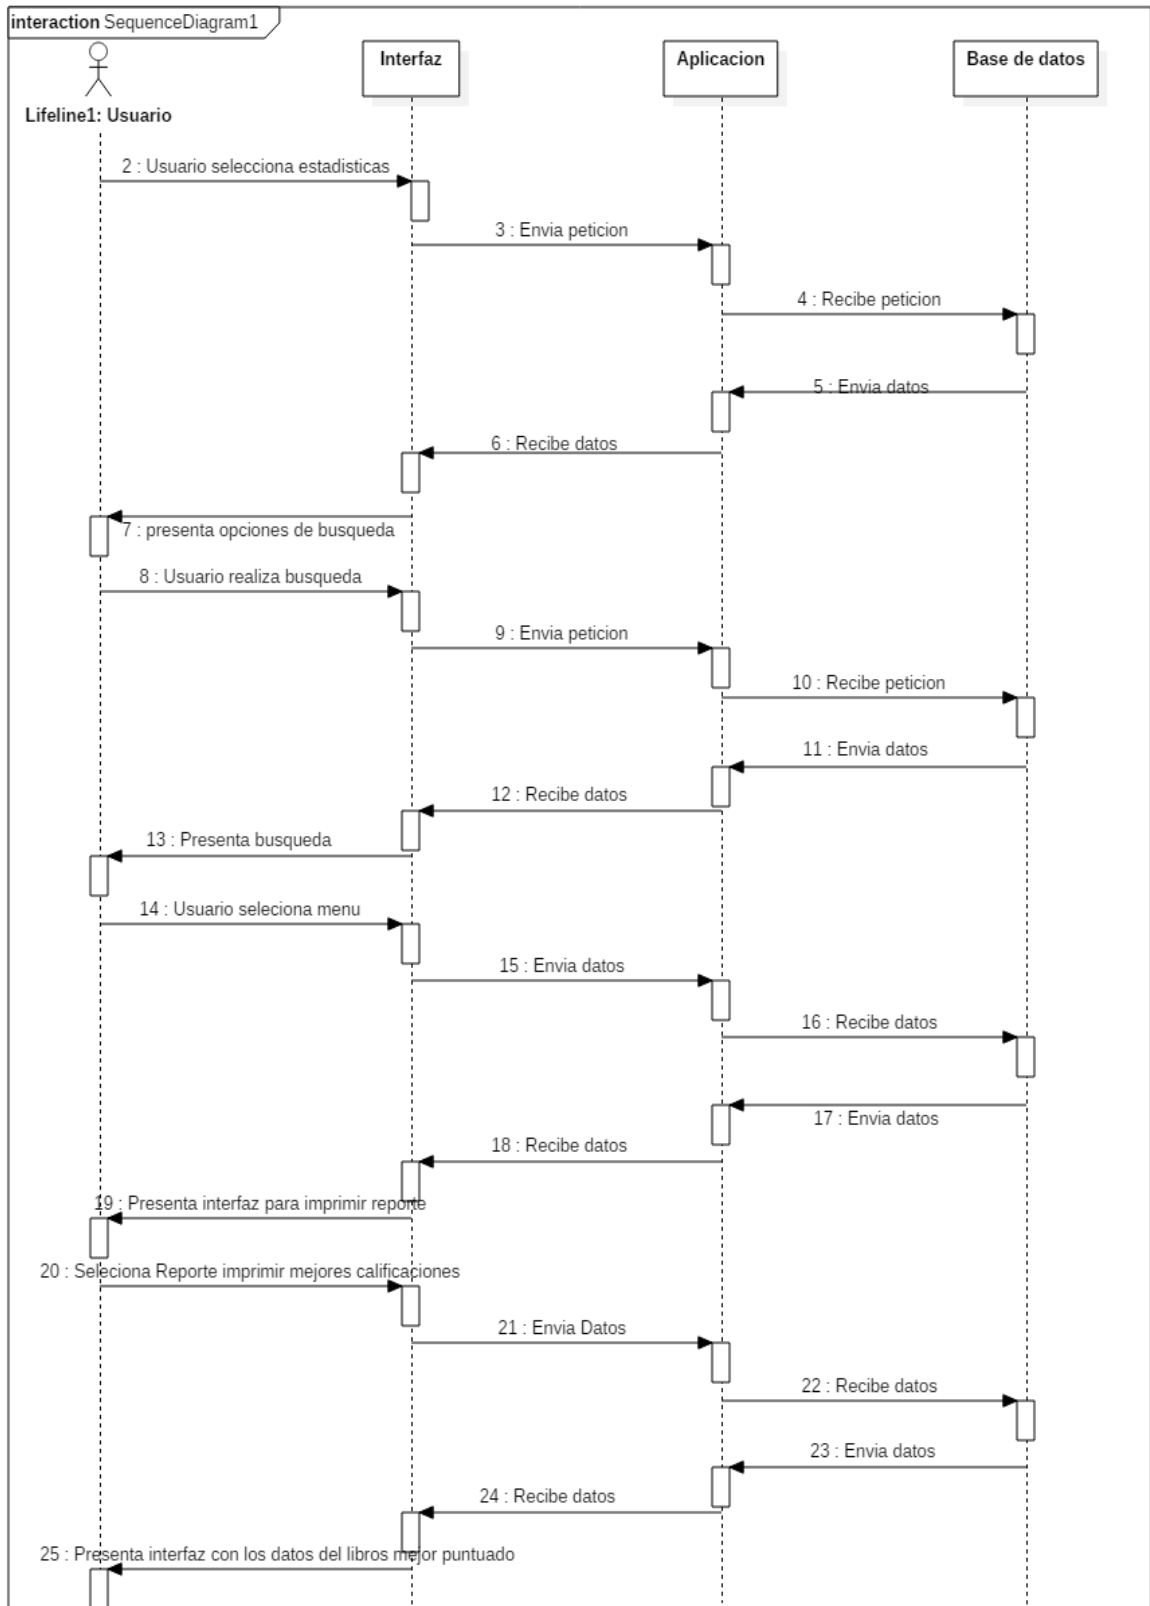 interaction SequenceDiagram1
Interfaz
Aplicacion
Base de datos
Lifeline1: Usuario
2 : Usuario selecciona estadisticas
3 : Envia peticion
4 : Recibe peticion
5 : Envia datos
6 : Recibe datos
7 : presenta opciones de busqueda
8 : Usuario realiza busqueda
9 : Envia peticion
10 : Recibe peticion
11 : Envia datos
12 : Recibe datos
13 : Presenta busqueda
14 : Usuario seleciona menu
15 : Envia datos
16 : Recibe datos
17 : Envia datos
18 : Recibe datos
19 : Presenta interfaz para imprimir reporte
20 : Seleciona Reporte imprimir mejores calificaciones
21 : Envia Datos
22 : Recibe datos
23 : Envia datos
24 : Recibe datos
25 : Presenta interfaz con los datos del libros mejor puntuado